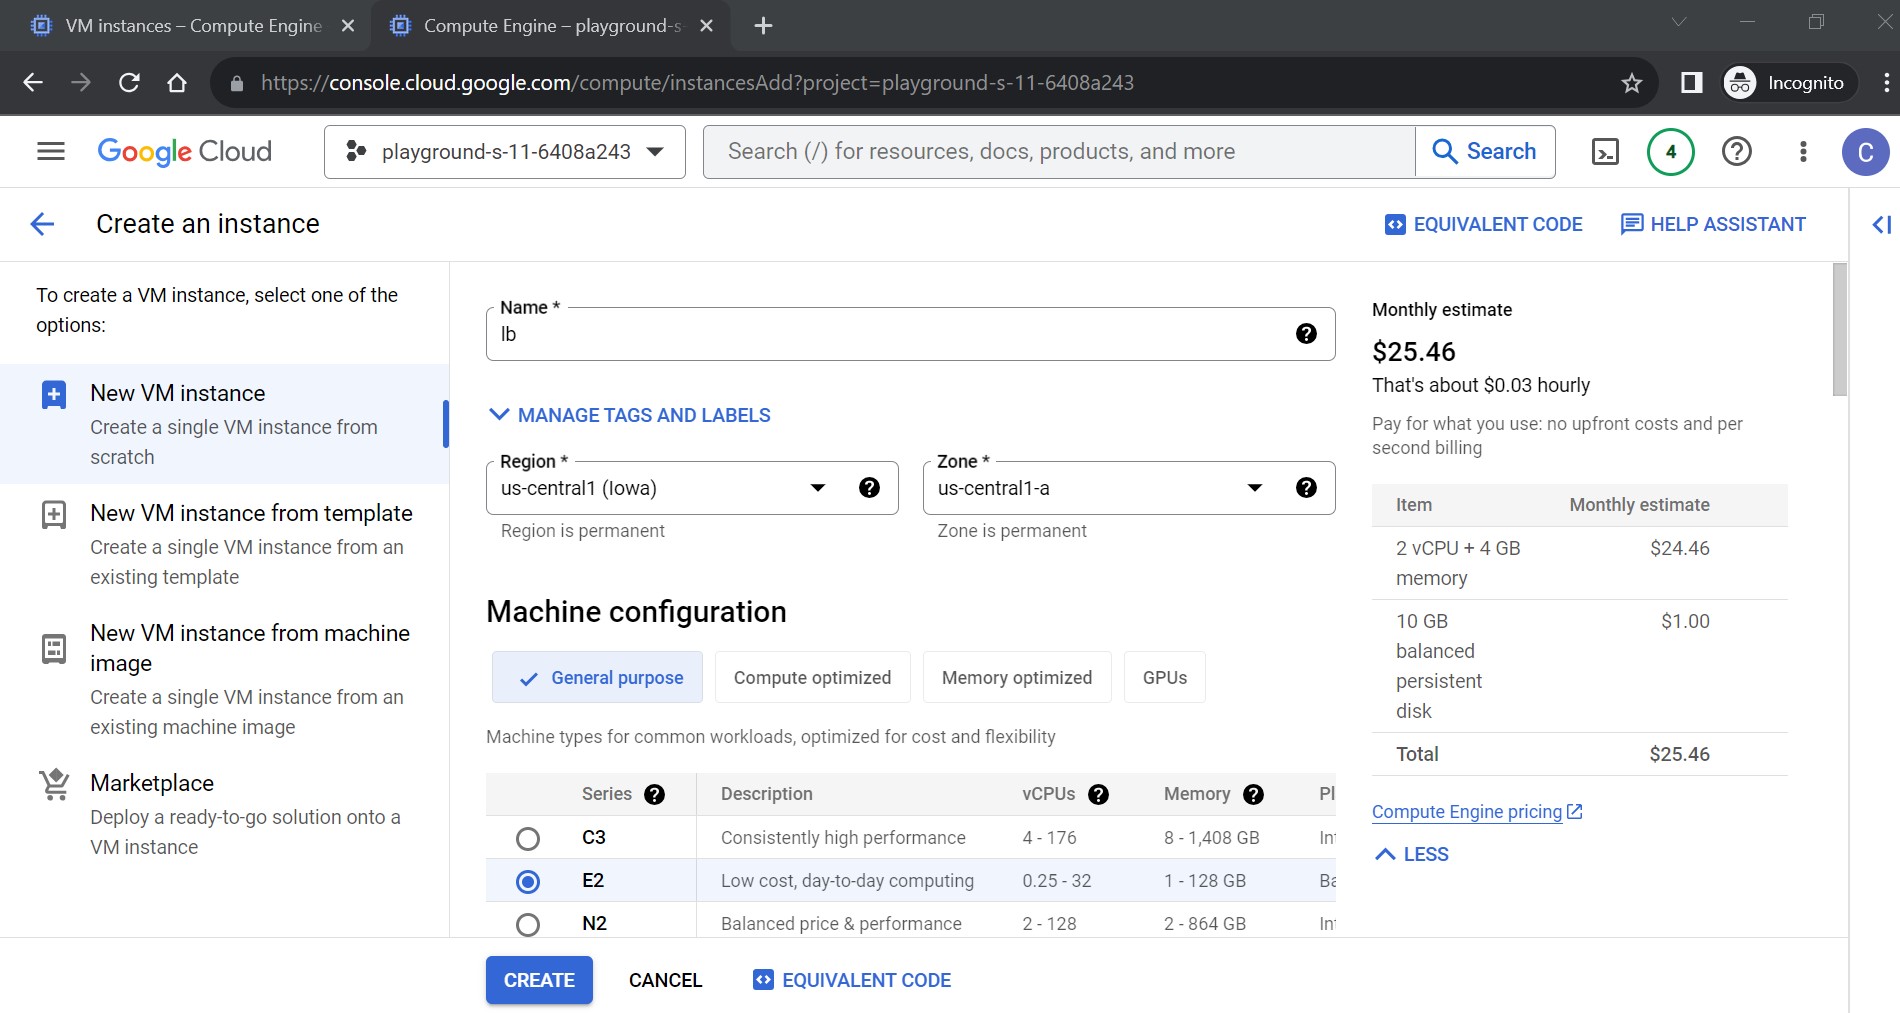 VM instances – Compute Engine
Compute Engine – playground-s-
https://console.cloud.google.com/compute/instancesAdd?project=playground-s-11-6408a243
Incognito
Google Cloud
playground-s-11-6408a243
Search (/) for resources, docs, products, and more
Search
4
C
Create an instance
EQUIVALENT CODE
HELP ASSISTANT
To create a VM instance, select one of the
options:
New VM instance
Create a single VM instance from
scratch
New VM instance from template
Create a single VM instance from an
existing template
New VM instance from machine
image
Create a single VM instance from an
existing machine image
Marketplace
Deploy a ready-to-go solution onto a
VM instance
Name *
lb
MANAGE TAGS AND LABELS
Region *
us-central1 (Iowa)
Region is permanent
Zone *
us-central1-a
Zone is permanent
Machine configuration
General purpose
Compute optimized
Memory optimized
GPUs
Machine types for common workloads, optimized for cost and flexibility
Series Description vCPUs Memory Pl
C3 Consistently high performance 4 - 176 8 - 1,408 GB In
E2 Low cost, day-to-day computing 0.25 - 32 1 - 128 GB Ba
N2 Balanced price & performance 2 - 128 2 - 864 GB In
CREATE
CANCEL
EQUIVALENT CODE
Monthly estimate
$25.46
That's about $0.03 hourly
Pay for what you use: no upfront costs and per
second billing
Item Monthly estimate
2 vCPU + 4 GB $24.46
memory
10 GB $1.00
balanced
persistent
disk
Total $25.46
Compute Engine pricing
LESS